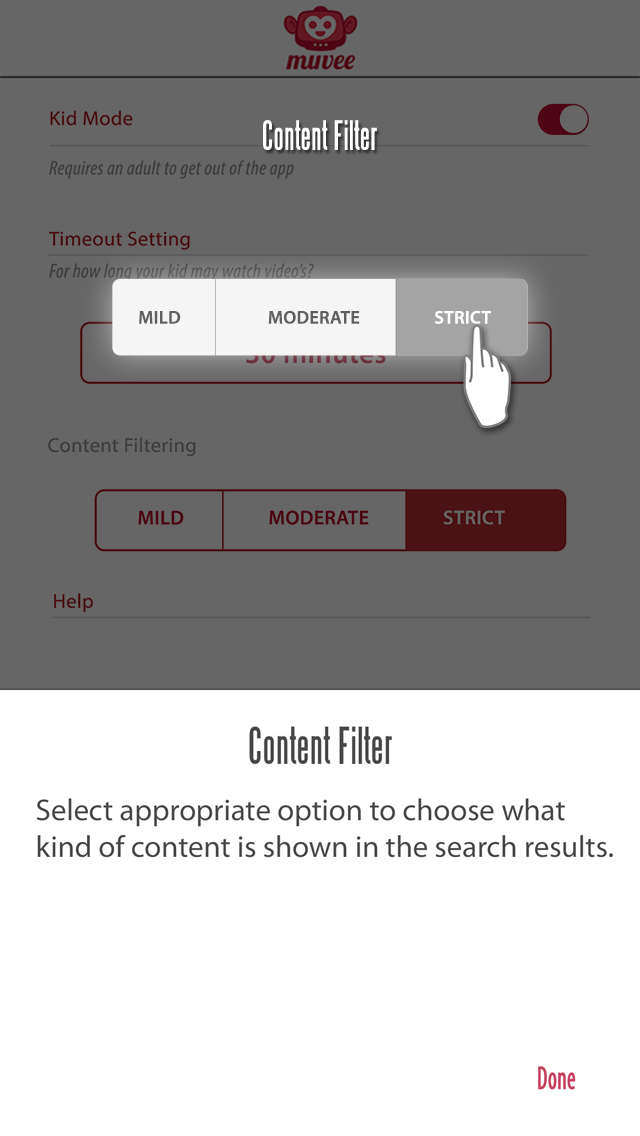 muvee
Kid Mode
Content Filter
Requires an adult to get out of the app
Timeout Setting
For how long your kid may watch video's?
MILD MODERATE STRICT
30 minutes
Content Filtering
MILD MODERATE STRICT
Help
Content Filter
Select appropriate option to choose what
kind of content is shown in the search results.
Done